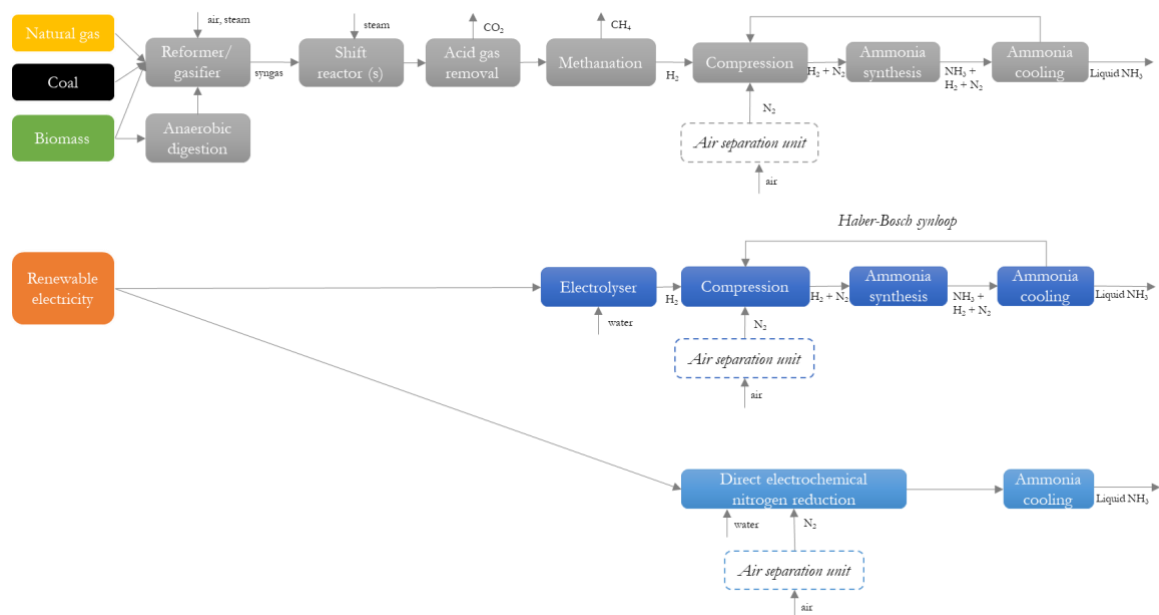 Natural gas
Coal
Biomass
air, steam
Reformer/
gasifier
Anaerobic
digestion
syngas
steam
Shift
reactor (s)
CO₂
Acid gas
removal
CH₄
Methanation
H₂
Compression
N₂
Air separation unit
air
H₂ + N₂
Ammonia
synthesis
NH₃ +
H₂ + N₂
Ammonia
cooling
Liquid NH₃
Haber-Bosch synloop
Renewable
electricity
Electrolyser
water
H₂
Compression
N₂
Air separation unit
air
H₂ + N₂
Ammonia
synthesis
NH₃ +
H₂ + N₂
Ammonia
cooling
Liquid NH₃
Direct electrochemical
nitrogen reduction
water
N₂
Air separation unit
air
Ammonia
cooling
Liquid NH₃